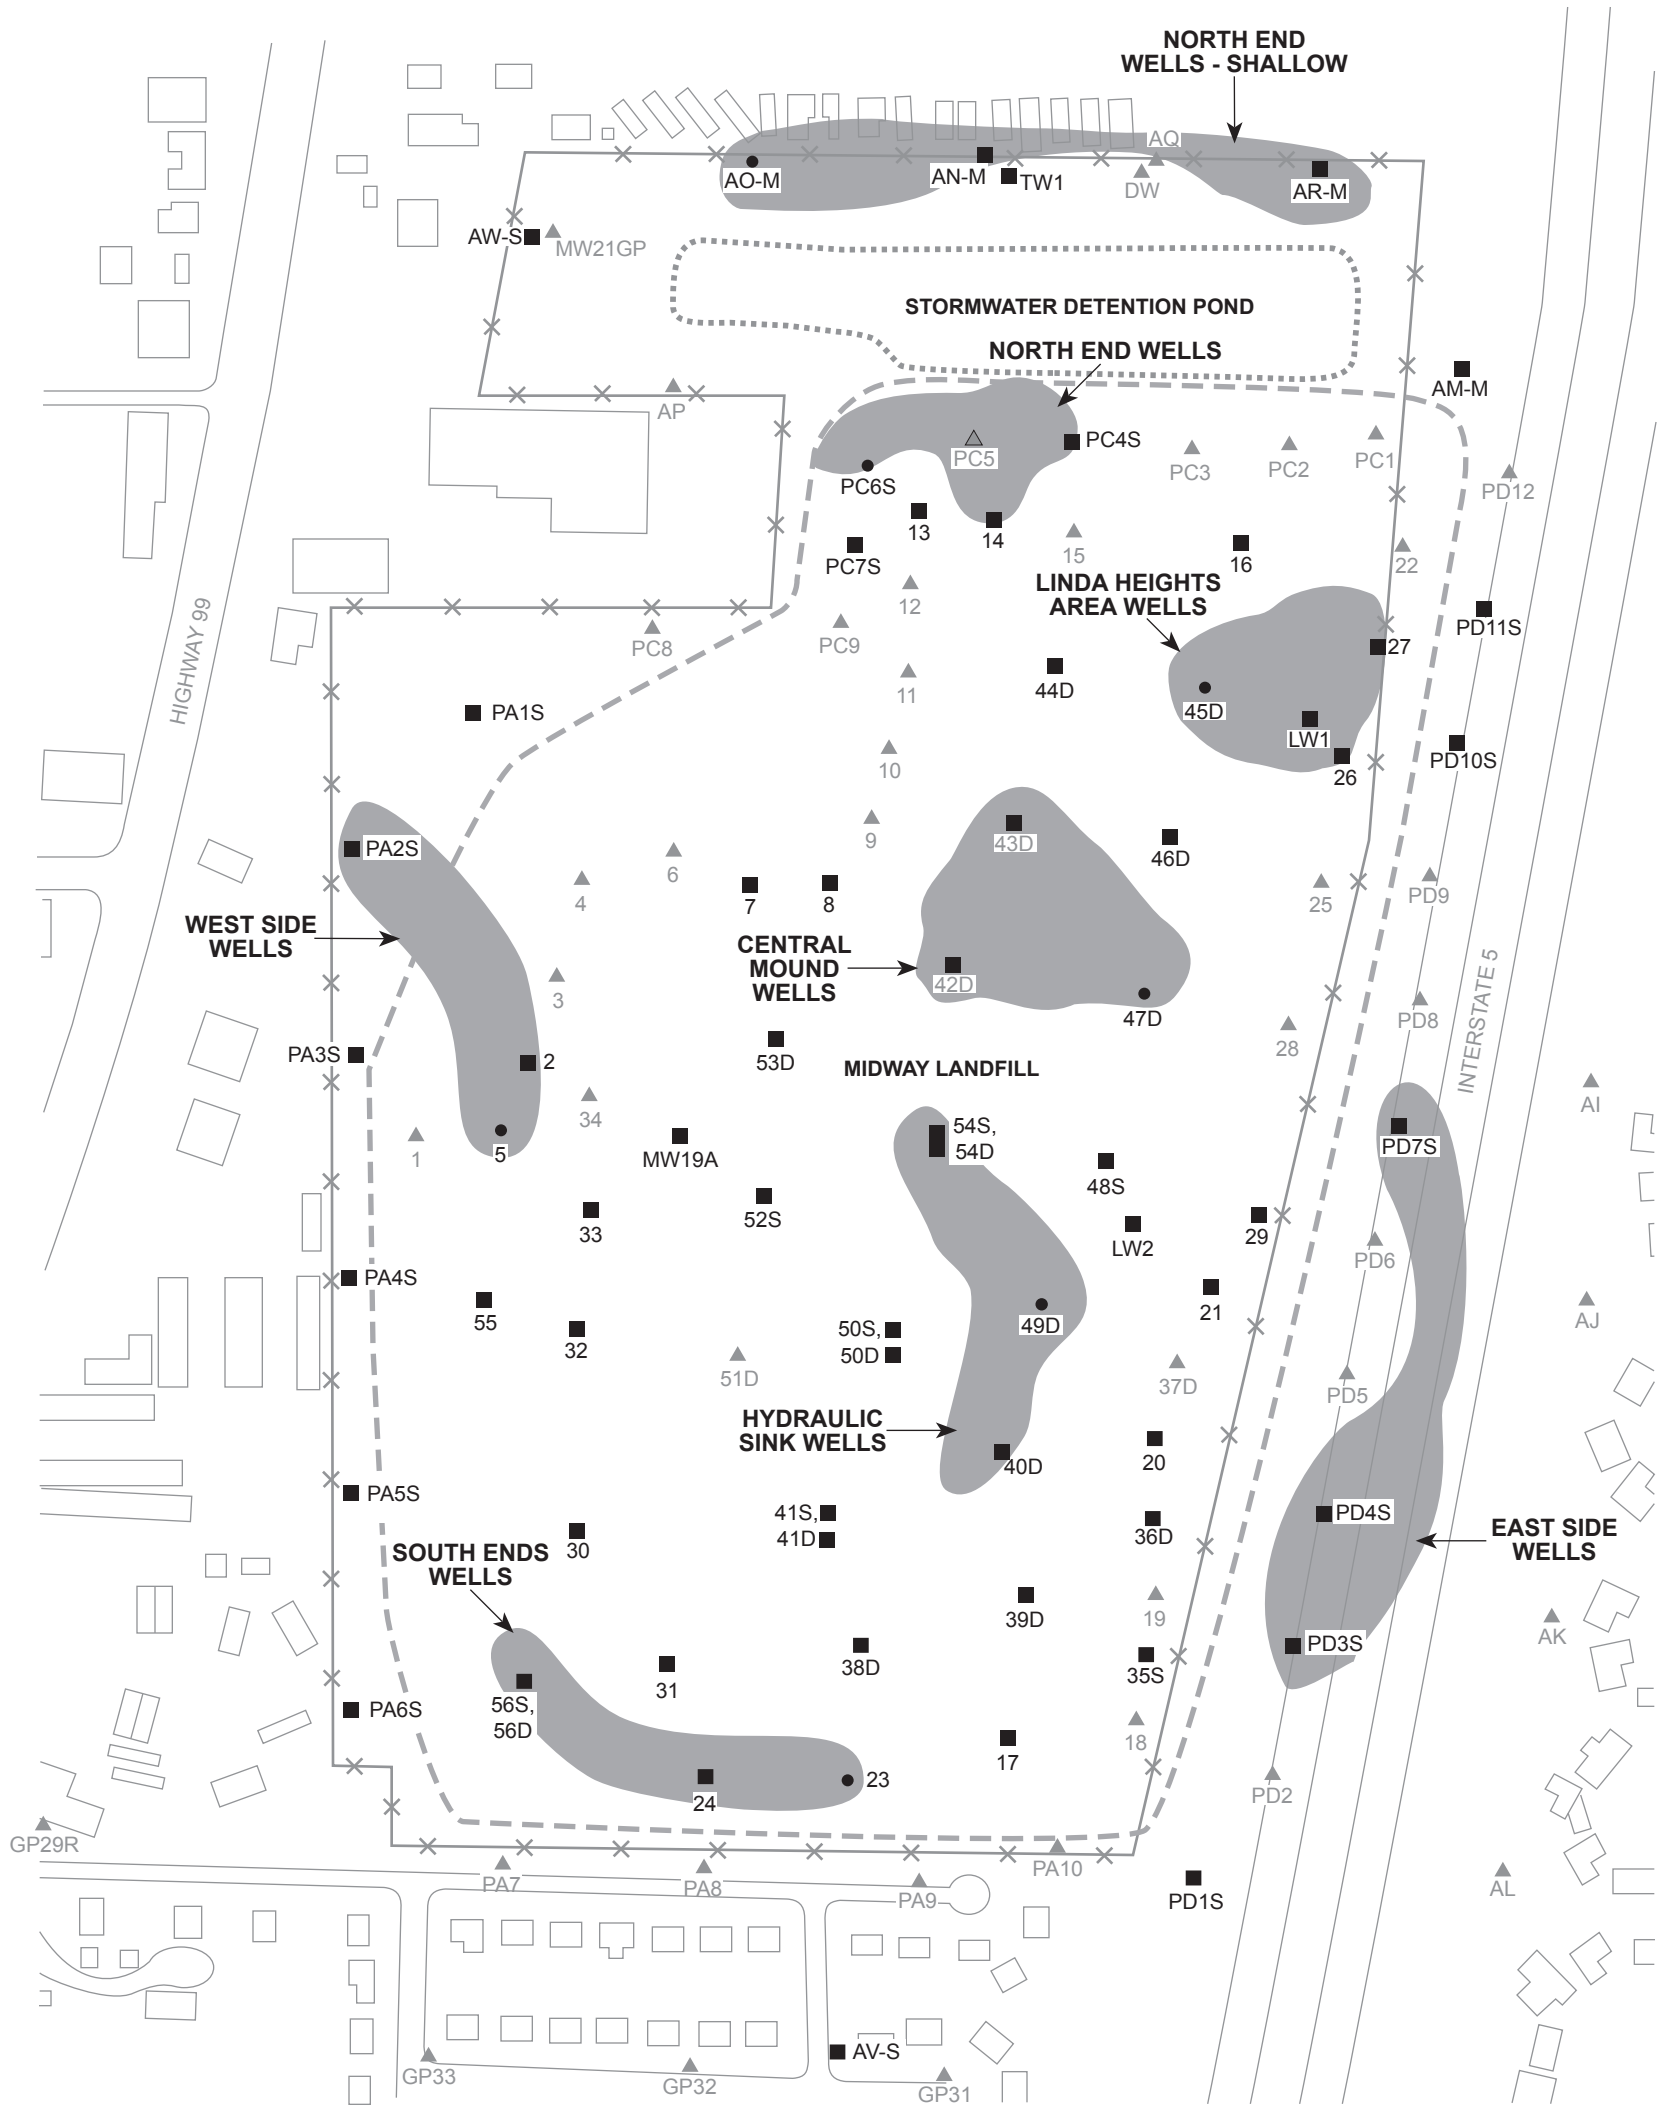 NORTH END
WELLS - SHALLOW
AQ
AO-M
AN-M
TW1
DW
AR-M
AW-S
MW21GP
STORMWATER DETENTION POND
NORTH END WELLS
AM-M
AP
PC4S
PC5
PC3
PC2
PC1
PC6S
PD12
13
14
15
16
22
PC7S
LINDA HEIGHTS
AREA WELLS
12
HIGHWAY 99
PC8
PC9
PD11S
27
11
44D
45D
PA1S
LW1
10
26
PD10S
PA2S
9
43D
46D
6
4
7
8
25
PD9
WEST SIDE
WELLS
CENTRAL
MOUND
WELLS
42D
3
47D
PD8
INTERSTATE 5
28
PA3S
2
53D
MIDWAY LANDFILL
34
AI
54S,
54D
1
5
MW19A
PD7S
48S
33
52S
LW2
29
PD6
PA4S
55
21
AJ
32
50S,
50D
49D
51D
37D
PD5
HYDRAULIC
SINK WELLS
40D
20
PA5S
41S,
41D
36D
PD4S
EAST SIDE
WELLS
30
SOUTH ENDS
WELLS
39D
19
AK
38D
35S
PD3S
31
56S,
56D
PA6S
17
18
23
24
PD2
GP29R
PA7
PA8
PA9
PA10
PD1S
AL
AV-S
GP33
GP32
GP31